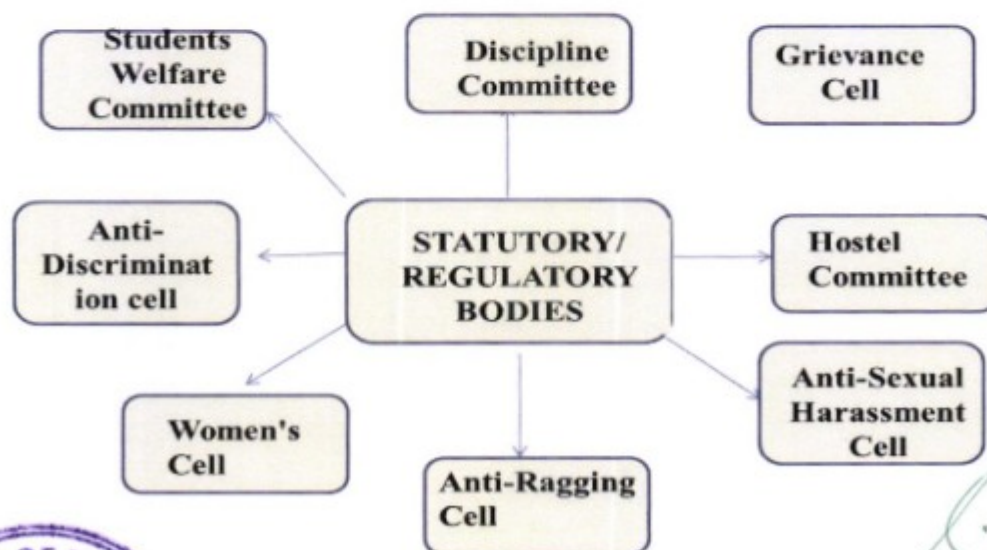 Students
Welfare
Committee
Discipline
Committee
Grievance
Cell
Anti-
Discriminat
ion cell
STATUTORY/
REGULATORY
BODIES
Hostel
Committee
Women's
Cell
Anti-Ragging
Cell
Anti-Sexual
Harassment
Cell